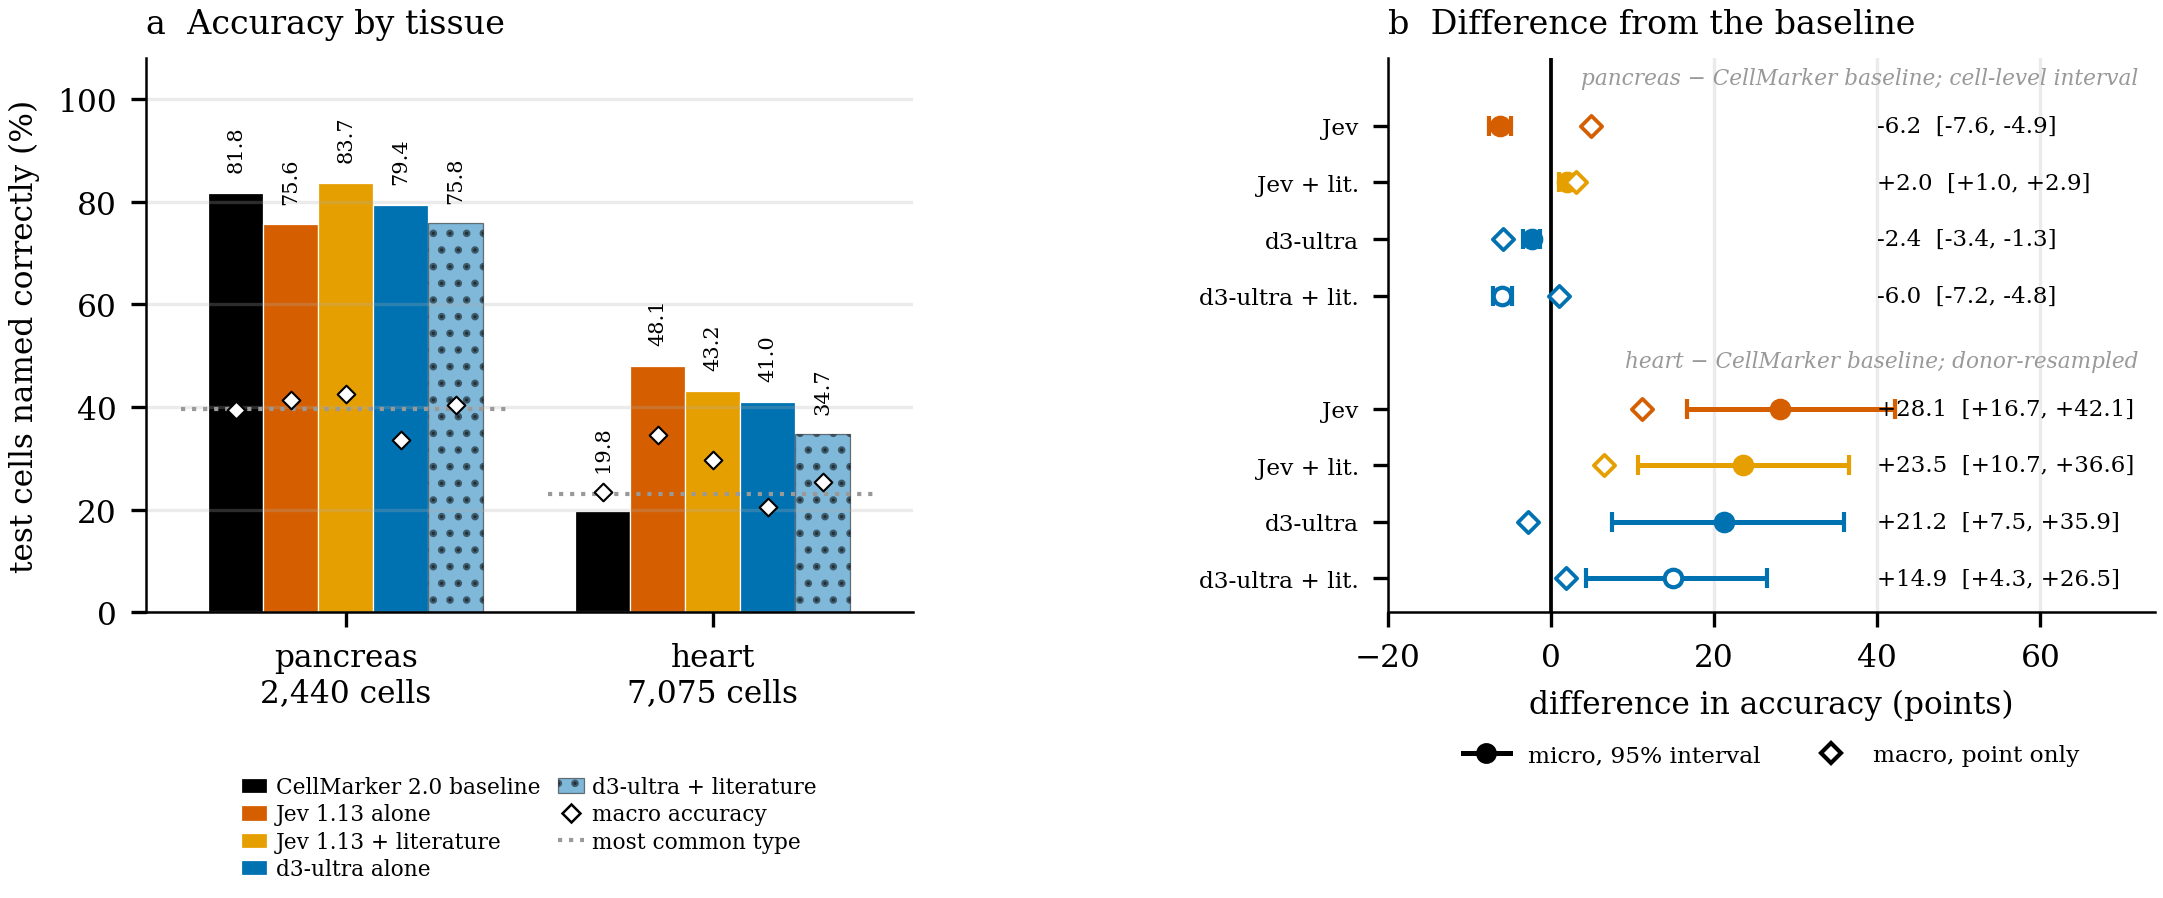 a  Accuracy by tissue
test cells named correctly (%)
100
80
60
40
20
0
81.8
75.6
83.7
79.4
75.8
19.8
48.1
43.2
41.0
34.7
pancreas
2,440 cells
heart
7,075 cells
CellMarker 2.0 baseline
Jev 1.13 alone
Jev 1.13 + literature
d3-ultra alone
d3-ultra + literature
macro accuracy
most common type
b  Difference from the baseline
pancreas − CellMarker baseline; cell-level interval
Jev -6.2 [-7.6, -4.9]
Jev + lit. +2.0 [+1.0, +2.9]
d3-ultra -2.4 [-3.4, -1.3]
d3-ultra + lit. -6.0 [-7.2, -4.8]
heart − CellMarker baseline; donor-resampled
Jev +28.1 [+16.7, +42.1]
Jev + lit. +23.5 [+10.7, +36.6]
d3-ultra +21.2 [+7.5, +35.9]
d3-ultra + lit. +14.9 [+4.3, +26.5]
−20 0 20 40 60
difference in accuracy (points)
micro, 95% interval
macro, point only